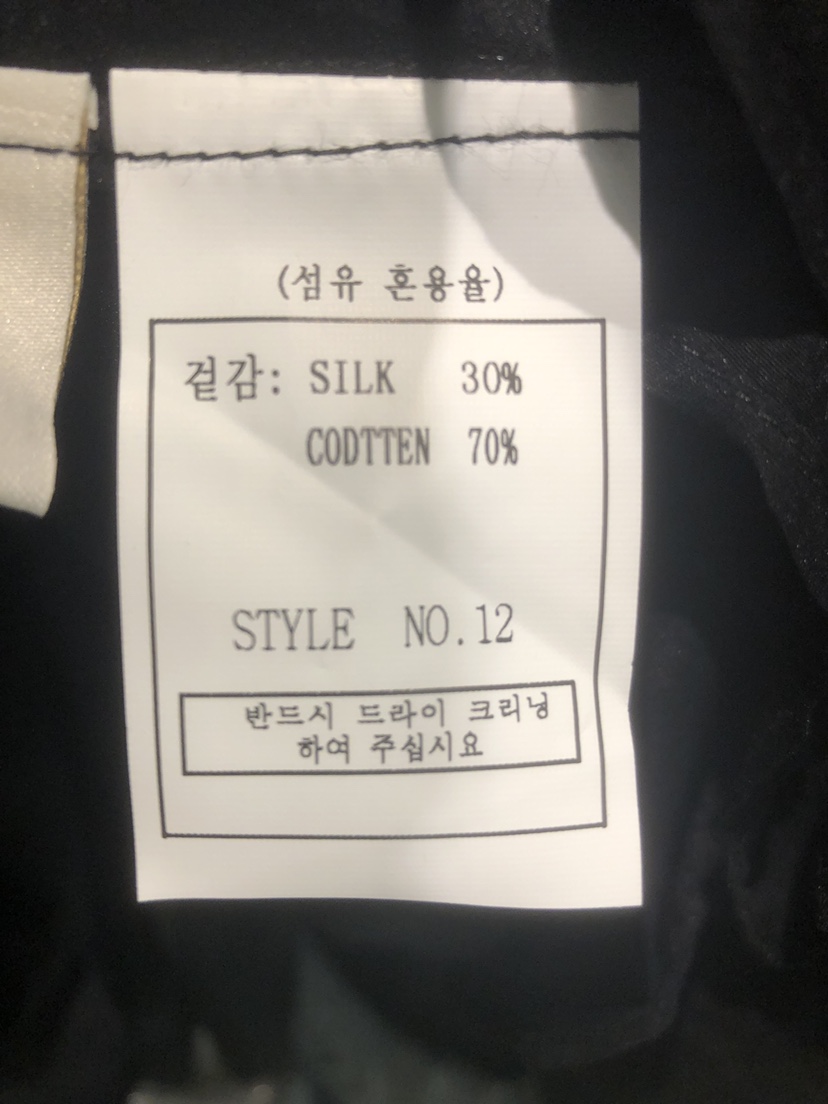 (섬유 혼용율)
겉감: SILK 30%
CODTTEN 70%
STYLE NO.12
반드시 드라이 크리닝
하여 주십시요